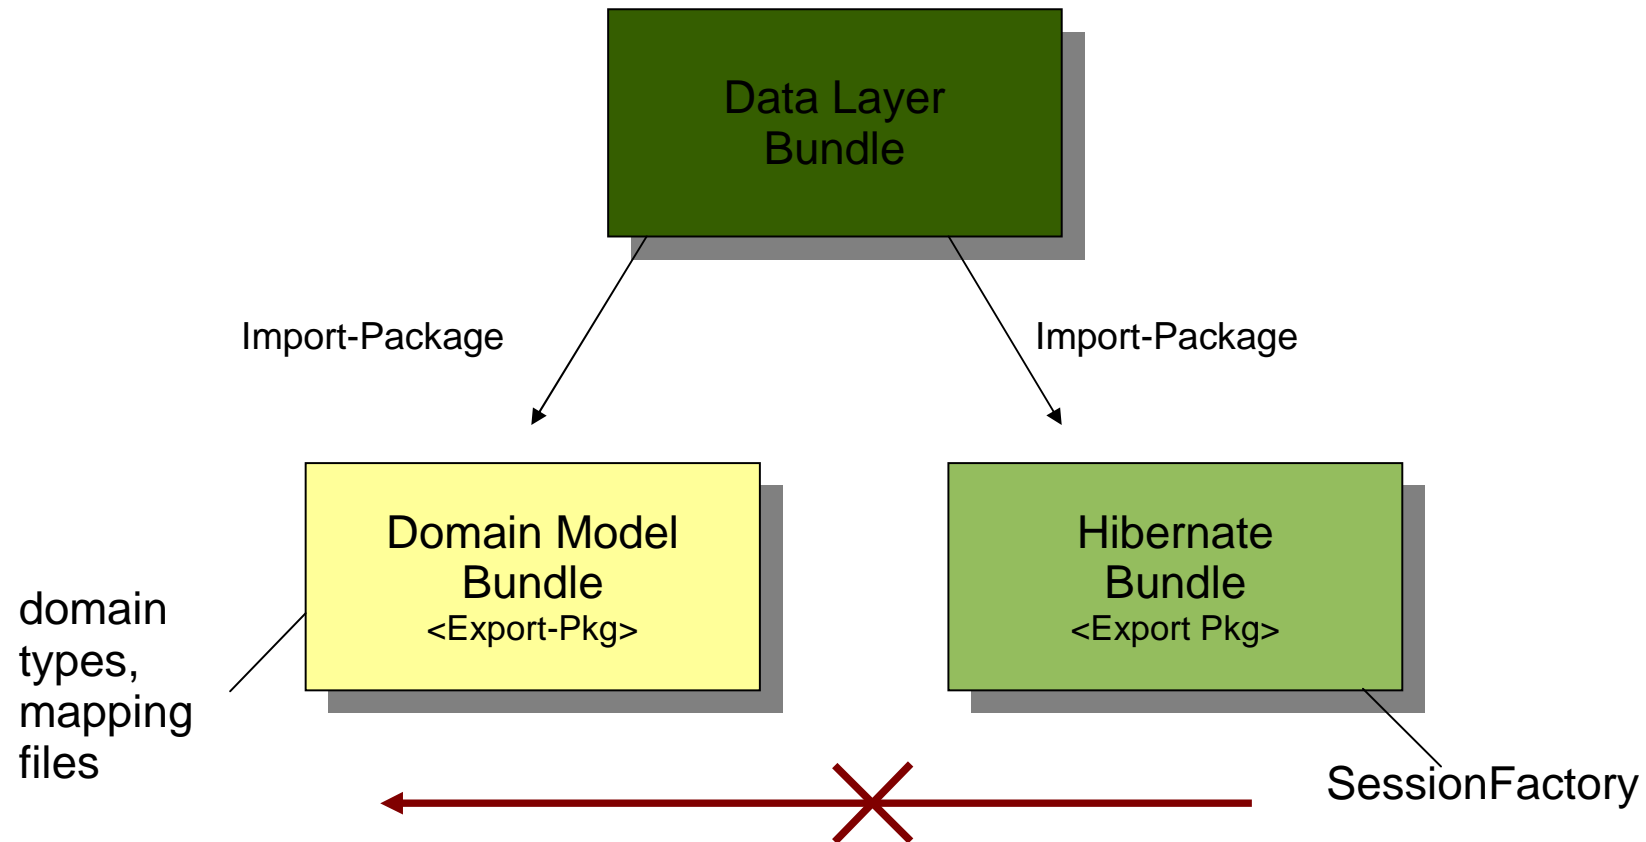 Data Layer
Bundle
Import-Package
Import-Package
Domain Model
Bundle
<Export-Pkg>
Hibernate
Bundle
<Export Pkg>
domain
types,
mapping
files
SessionFactory